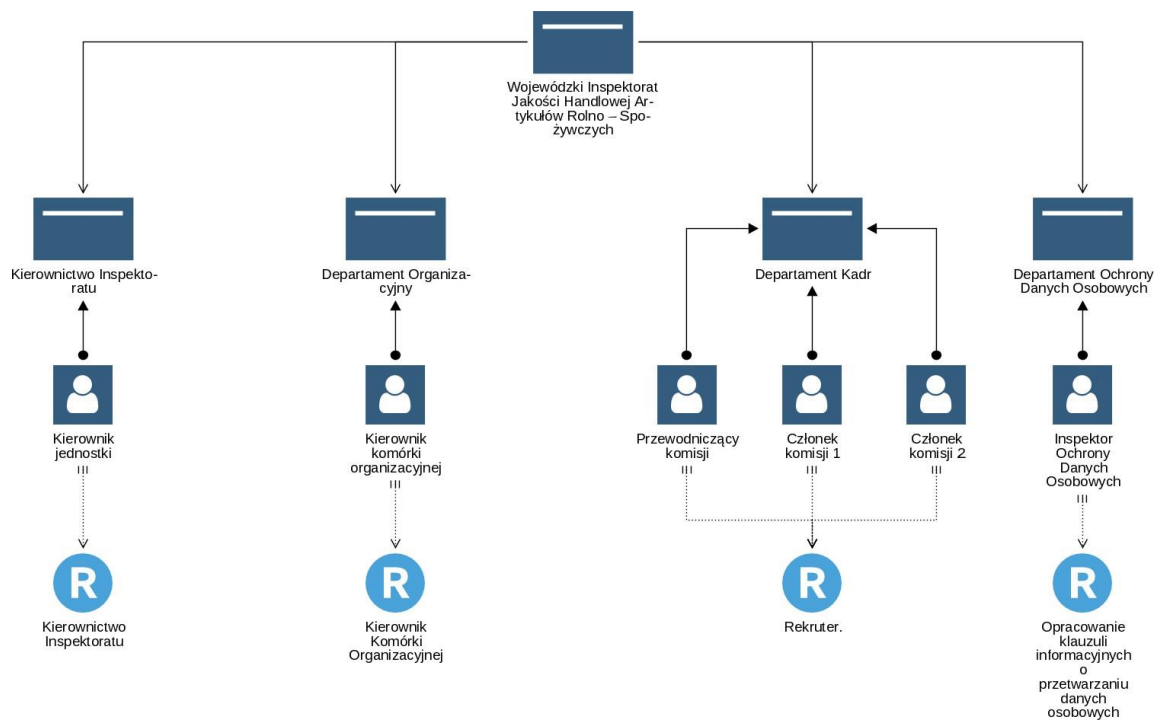 Wojewódzki Inspektorat
Jakości Handlowej Ar-
tykułów Rolno – Spo-
żywczych
Kierownictwo Inspekto-
ratu
Departament Organiza-
cyjny
Departament Kadr
Departament Ochrony
Danych Osobowych
Kierownik
jednostki
Kierownik
komórki
organizacyjnej
Przewodniczący
komisji
Członek
komisji 1
Członek
komisji 2
Inspektor
Ochrony
Danych
Osobowych
R
Kierownictwo
Inspektoratu
R
Kierownik
Komórki
Organizacyjnej
R
Rekruter.
R
Opracowanie
klauzuli
informacyjnych
o
przetwarzaniu
danych
osobowych